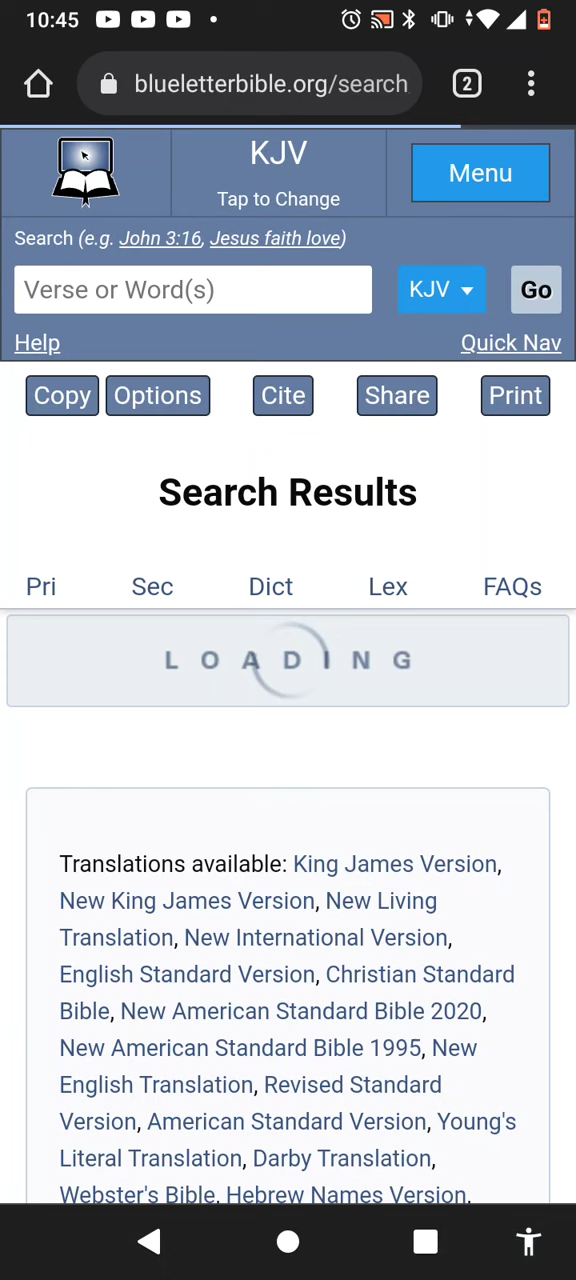 10:45
blueletterbible.org/search
2
KJV
Tap to Change
Menu
Search (e.g. John 3:16, Jesus faith love)
Verse or Word(s)
KJV
Go
Help
Quick Nav
Copy
Options
Cite
Share
Print
Search Results
Pri
Sec
Dict
Lex
FAQs
LOADING
Translations available: King James Version,
New King James Version, New Living
Translation, New International Version,
English Standard Version, Christian Standard
Bible, New American Standard Bible 2020,
New American Standard Bible 1995, New
English Translation, Revised Standard
Version, American Standard Version, Young's
Literal Translation, Darby Translation,
Webster's Bible, Hebrew Names Version,